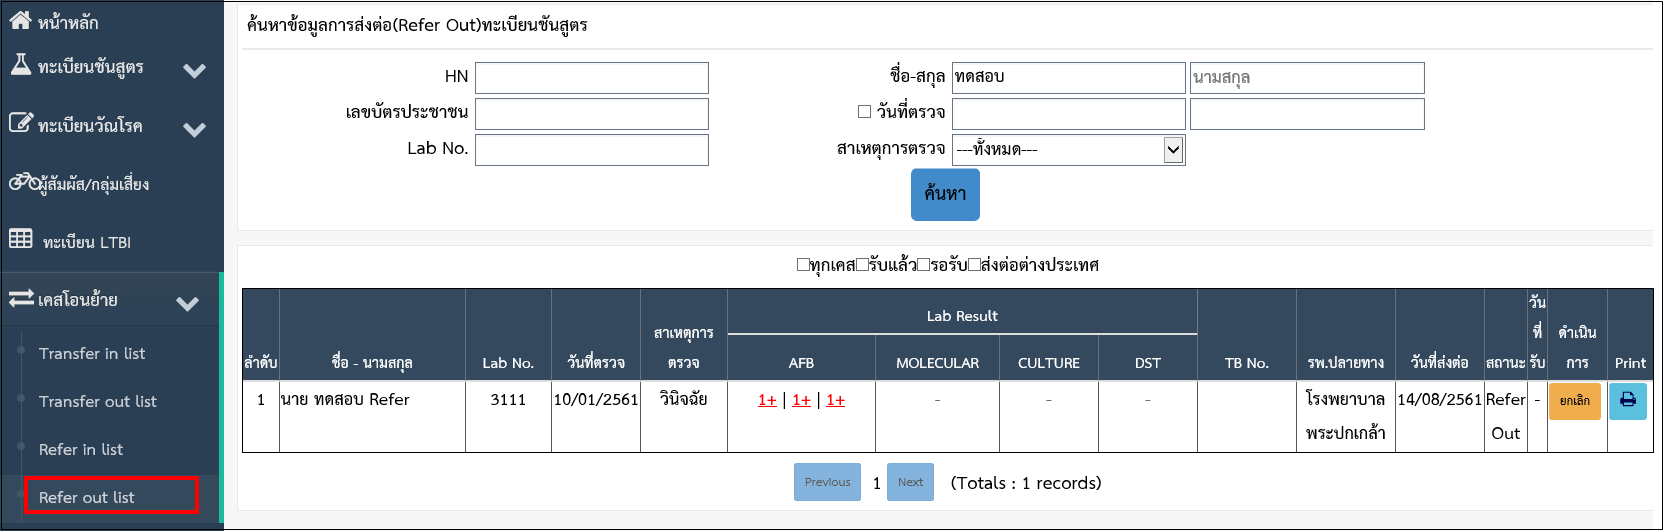 หน้าหลัก
ทะเบียนชันสูตร
ทะเบียนวัณโรค
ผู้สัมผัส/กลุ่มเสี่ยง
ทะเบียน LTBI
เคสโอนย้าย
Transfer in list
Transfer out list
Refer in list
Refer out list
ค้นหาข้อมูลการส่งต่อ(Refer Out)ทะเบียนชันสูตร
HN ชื่อ-สกุล ทดสอบ นามสกุล
เลขบัตรประชาชน วันที่ตรวจ
Lab No. สาเหตุการตรวจ ---ทั้งหมด---
ค้นหา
ทุกเคส รับแล้ว รอรับ ส่งต่อต่างประเทศ
ลำดับ ชื่อ - นามสกุล Lab No. วันที่ตรวจ สาเหตุการตรวจ Lab Result TB No. รพ.ปลายทาง วันที่ส่งต่อ สถานะ วันที่รับ ดำเนินการ Print
AFB MOLECULAR CULTURE DST
1 นาย ทดสอบ Refer 3111 10/01/2561 วินิจฉัย 1+ | 1+ | 1+ - - - โรงพยาบาล 14/08/2561 Refer - ยกเลิก
พระปกเกล้า Out
Previous 1 Next (Totals : 1 records)